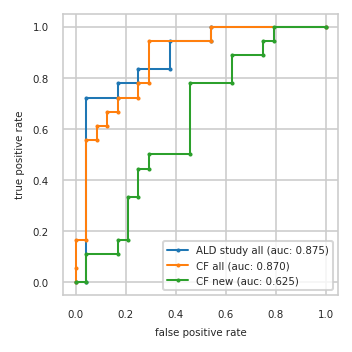 1.0
0.8
0.6
0.4
0.2
0.0
true positive rate
ALD study all (auc: 0.875)
CF all (auc: 0.870)
CF new (auc: 0.625)
0.0 0.2 0.4 0.6 0.8 1.0
false positive rate